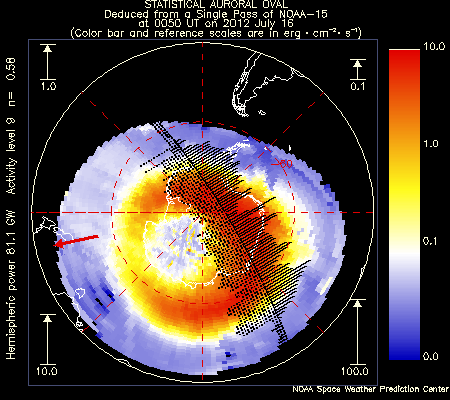 STATISTICAL AURORAL OVAL
Deduced from a Single Pass of NOAA-15
at 0050 UT on 2012 July 16
(Color bar and reference scales are in erg·cm⁻²·s⁻¹)
Hemispheric power 81.1 GW   Activity level 9   n=   0.58
1.0
0.1
10.0
100.0
10.0
1.0
0.1
0.0
NOAA Space Weather Prediction Center